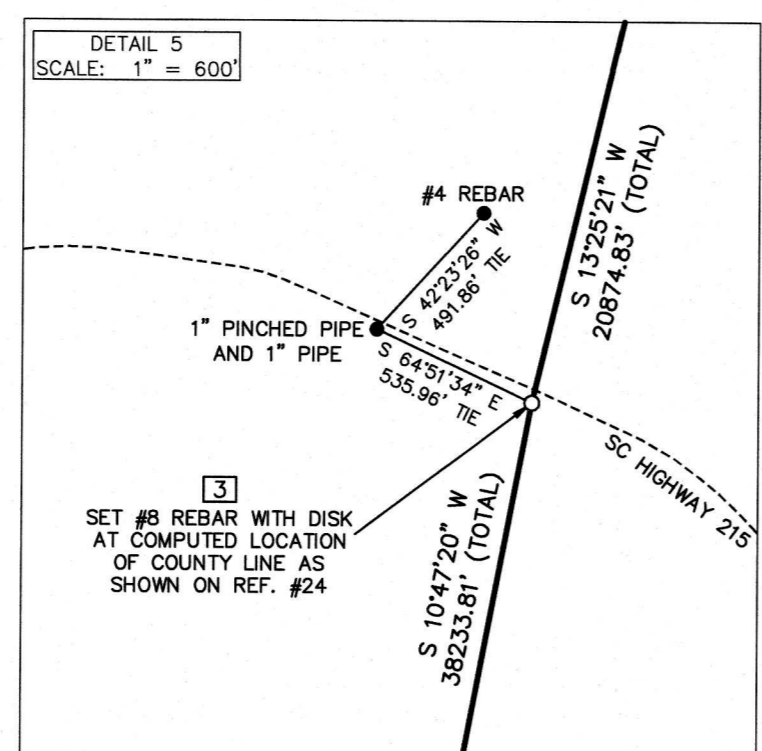 DETAIL 5
SCALE: 1" = 600'
#4 REBAR
S 42°23'26" W
491.86' TIE
S 13°25'21" W
20874.83' (TOTAL)
1" PINCHED PIPE
AND 1" PIPE
S 64°51'34" E
535.96' TIE
SC HIGHWAY 215
3
SET #8 REBAR WITH DISK
AT COMPUTED LOCATION
OF COUNTY LINE AS
SHOWN ON REF. #24
S 10°47'20" W
38233.81' (TOTAL)